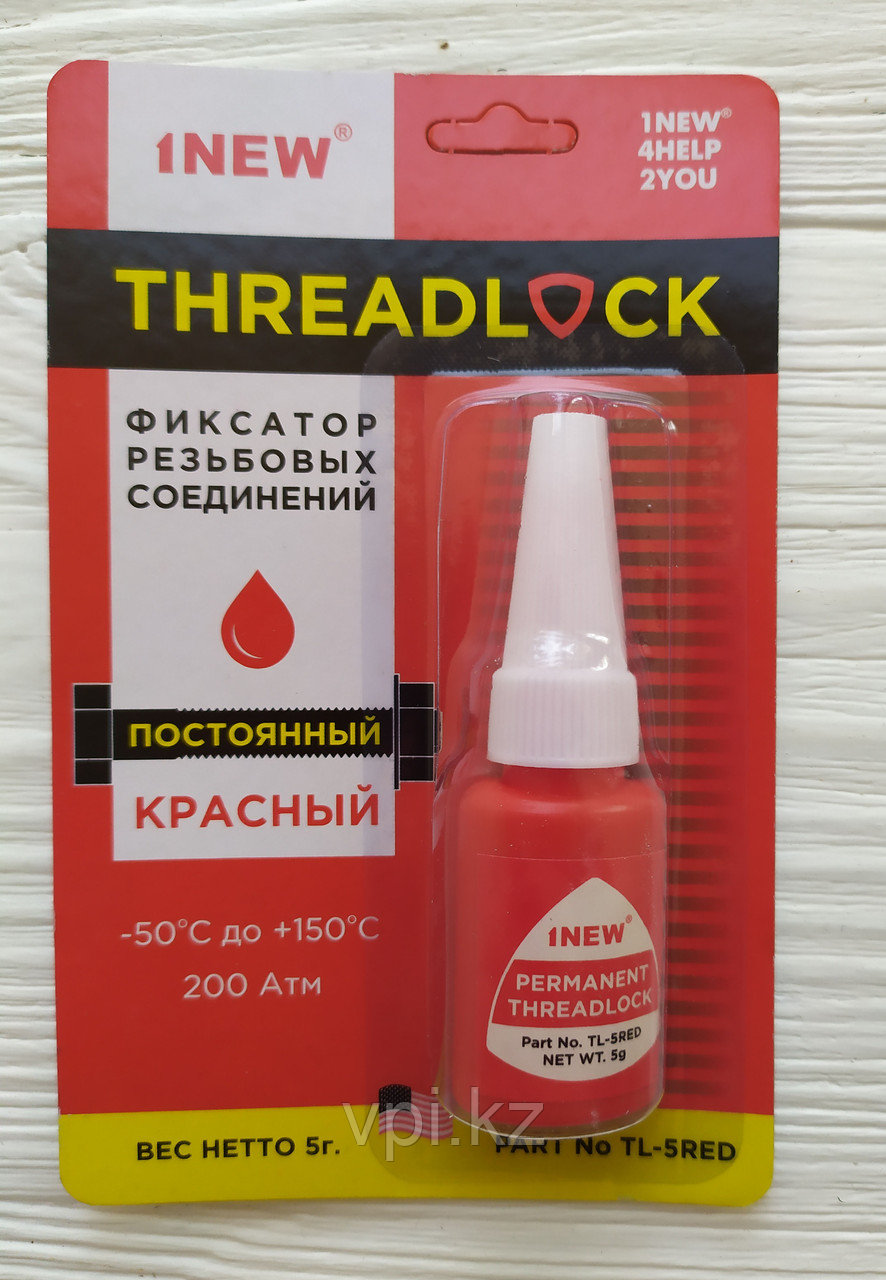 1NEW®
1NEW®
4HELP
2YOU
THREADLOCK
ФИКСАТОР
РЕЗЬБОВЫХ
СОЕДИНЕНИЙ
ПОСТОЯННЫЙ
КРАСНЫЙ
-50°C до +150°C
200 Атм
1NEW®
PERMANENT
THREADLOCK
Part No. TL-5RED
NET WT. 5g
vpi.kz
ВЕС НЕТТО 5г.
PART No TL-5RED